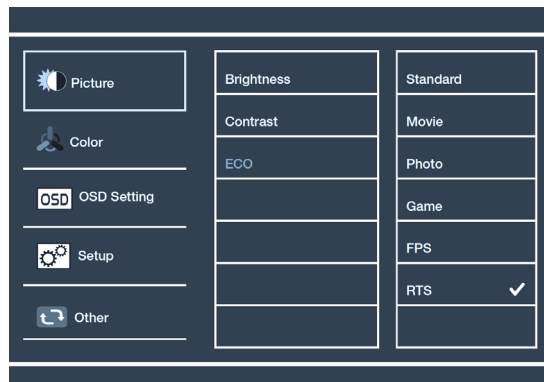 Picture
Color
OSD OSD Setting
Setup
Other
Brightness
Contrast
ECO
Standard
Movie
Photo
Game
FPS
RTS